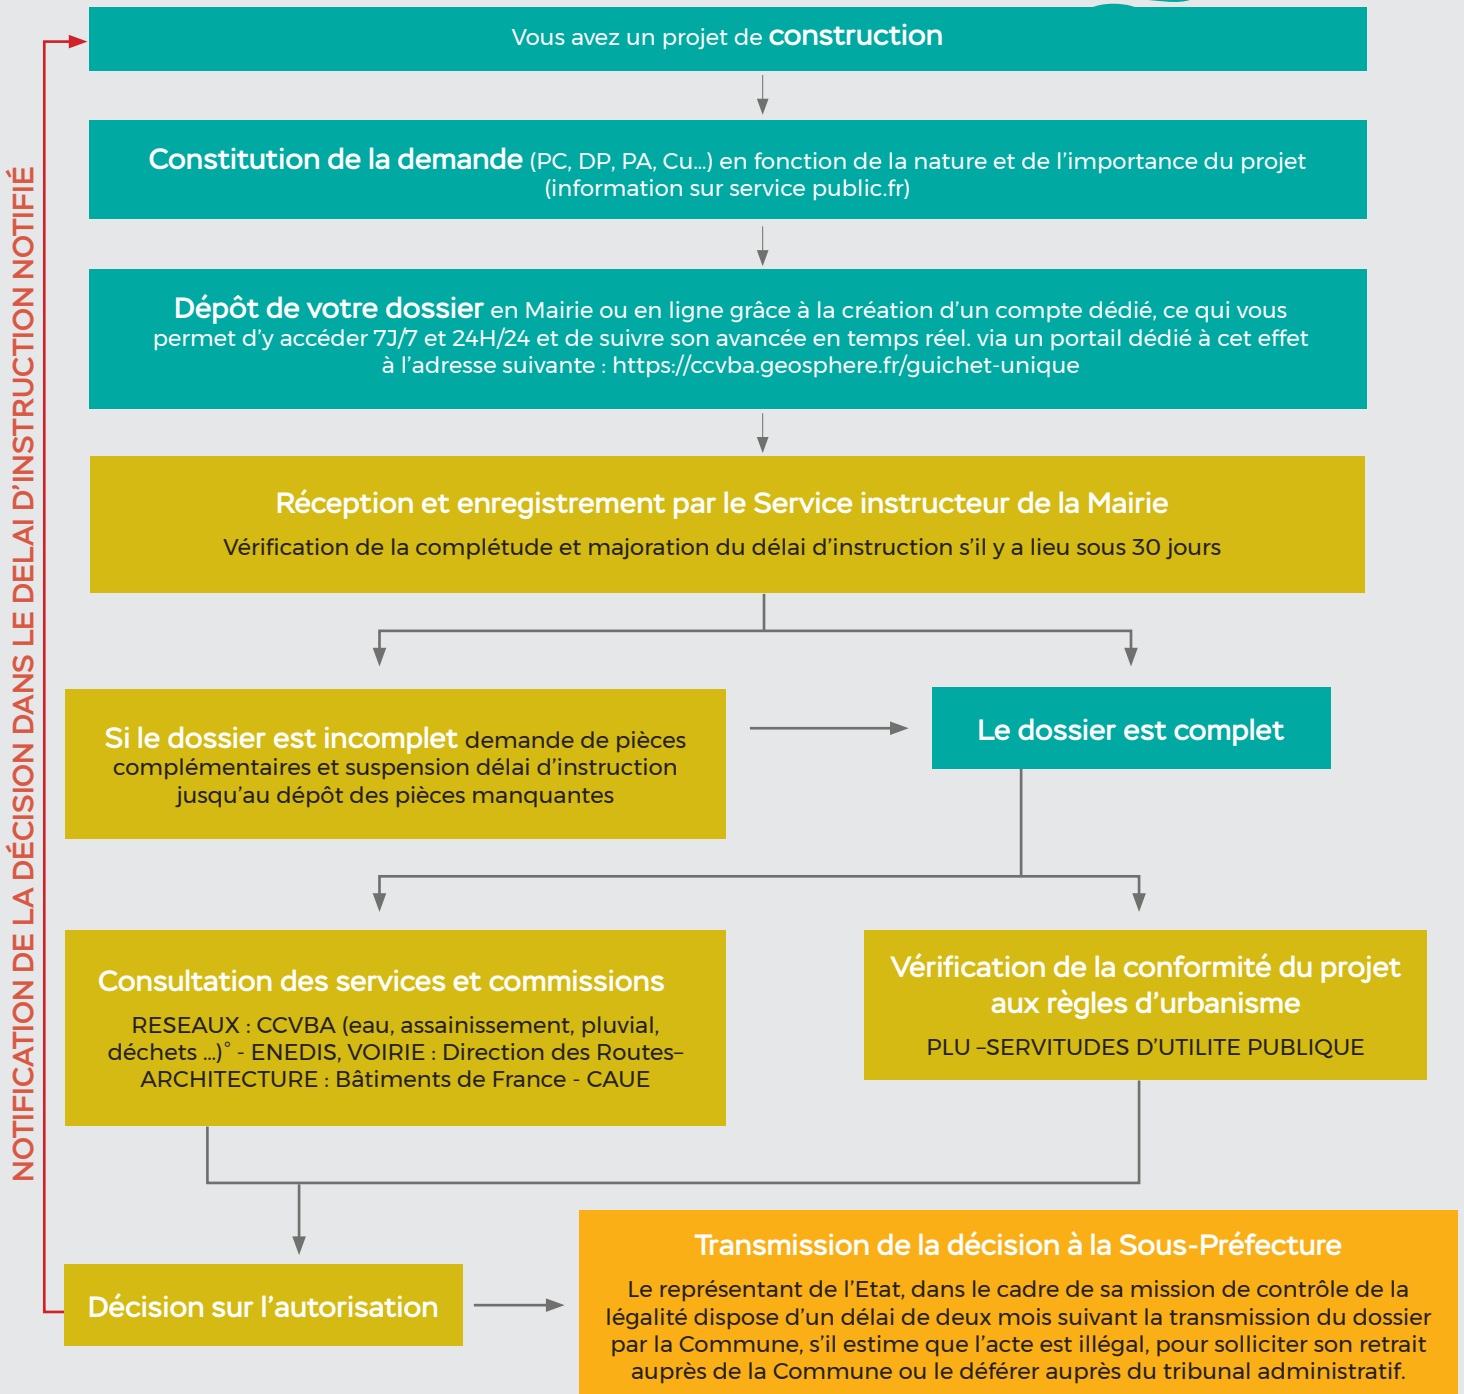 Vous avez un projet de construction
Constitution de la demande (PC, DP, PA, Cu...) en fonction de la nature et de l'importance du projet
(information sur service public.fr)
Dépôt de votre dossier en Mairie ou en ligne grâce à la création d'un compte dédié, ce qui vous
permet d'y accéder 7J/7 et 24H/24 et de suivre son avancée en temps réel. via un portail dédié à cet effet
à l'adresse suivante : https://ccvba.geosphere.fr/guichet-unique
Réception et enregistrement par le Service instructeur de la Mairie
Vérification de la complétude et majoration du délai d'instruction s'il y a lieu sous 30 jours
Si le dossier est incomplet demande de pièces
complémentaires et suspension délai d'instruction
jusqu'au dépôt des pièces manquantes
Le dossier est complet
Consultation des services et commissions
RESEAUX : CCVBA (eau, assainissement, pluvial,
déchets ...)° - ENEDIS, VOIRIE : Direction des Routes–
ARCHITECTURE : Bâtiments de France - CAUE
Vérification de la conformité du projet
aux règles d'urbanisme
PLU –SERVITUDES D'UTILITE PUBLIQUE
Décision sur l'autorisation
Transmission de la décision à la Sous-Préfecture
Le représentant de l'Etat, dans le cadre de sa mission de contrôle de la
légalité dispose d'un délai de deux mois suivant la transmission du dossier
par la Commune, s'il estime que l'acte est illégal, pour solliciter son retrait
auprès de la Commune ou le déférer auprès du tribunal administratif.
NOTIFICATION DE LA DÉCISION DANS LE DELAI D'INSTRUCTION NOTIFIÉ